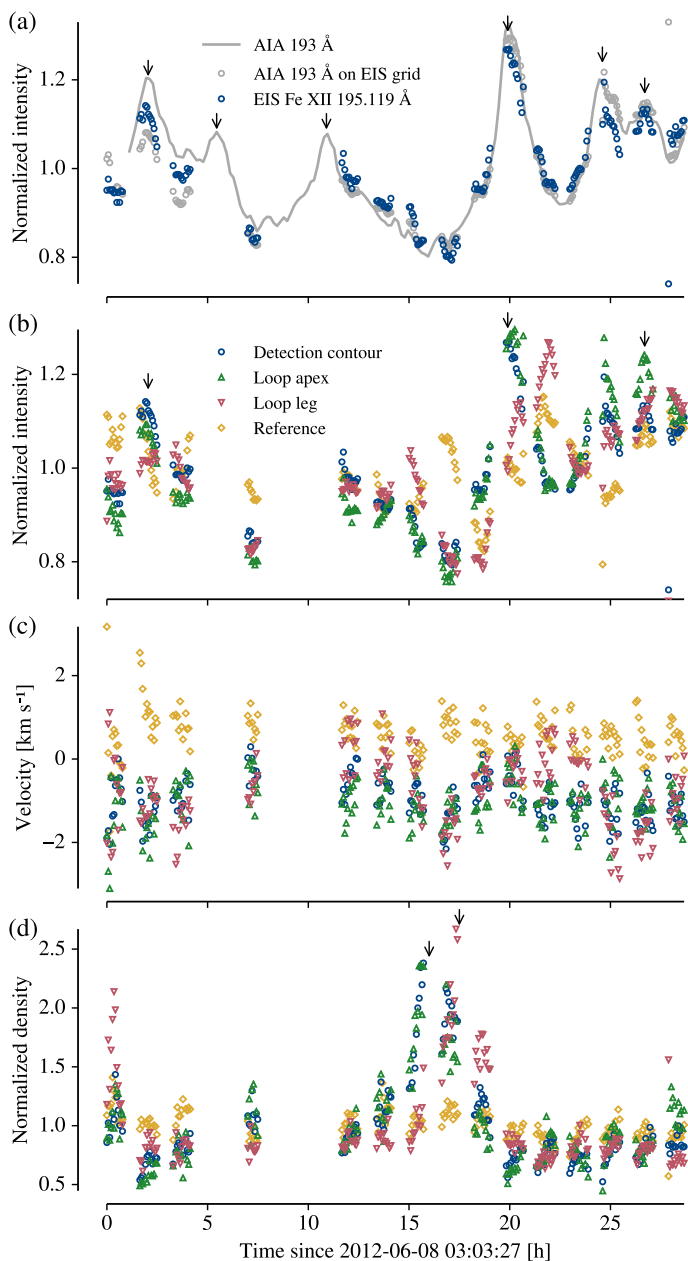 (a)
Normalized intensity
1.2
1.0
0.8
AIA 193 Å
AIA 193 Å on EIS grid
EIS Fe XII 195.119 Å
(b)
Normalized intensity
1.2
1.0
0.8
Detection contour
Loop apex
Loop leg
Reference
(c)
Velocity [km s⁻¹]
2
0
−2
(d)
Normalized density
2.5
2.0
1.5
1.0
0.5
0 5 10 15 20 25
Time since 2012-06-08 03:03:27 [h]